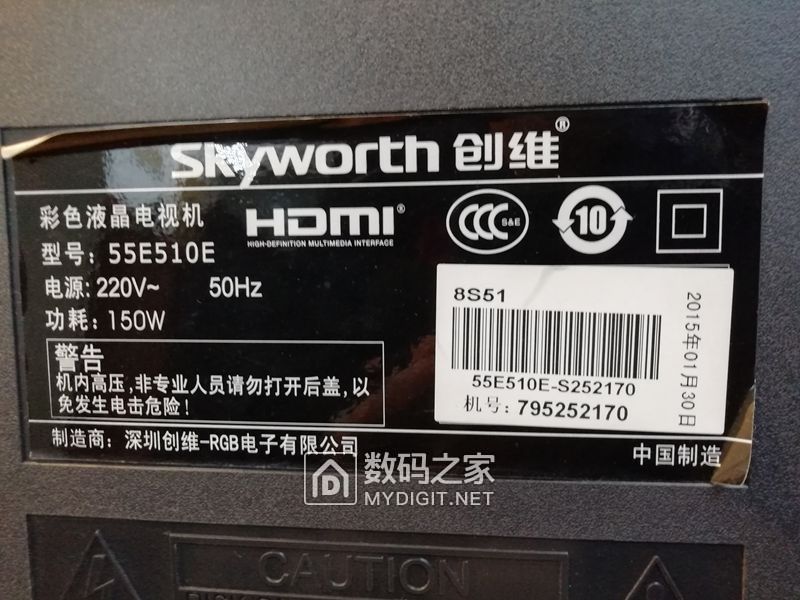 Skyworth 创维®
彩色液晶电视机
HDMI®
HIGH-DEFINITION MULTIMEDIA INTERFACE
CCC S&E
10
型号: 55E510E
电源: 220V~ 50Hz
功耗: 150W
警告
机内高压,非专业人员请勿打开后盖,以
免发生电击危险!
8S51
55E510E-S252170
机号: 795252170
2015年01月30日
制造商: 深圳创维-RGB电子有限公司
中国制造
数码之家
MYDIGIT.NET
CAUTION